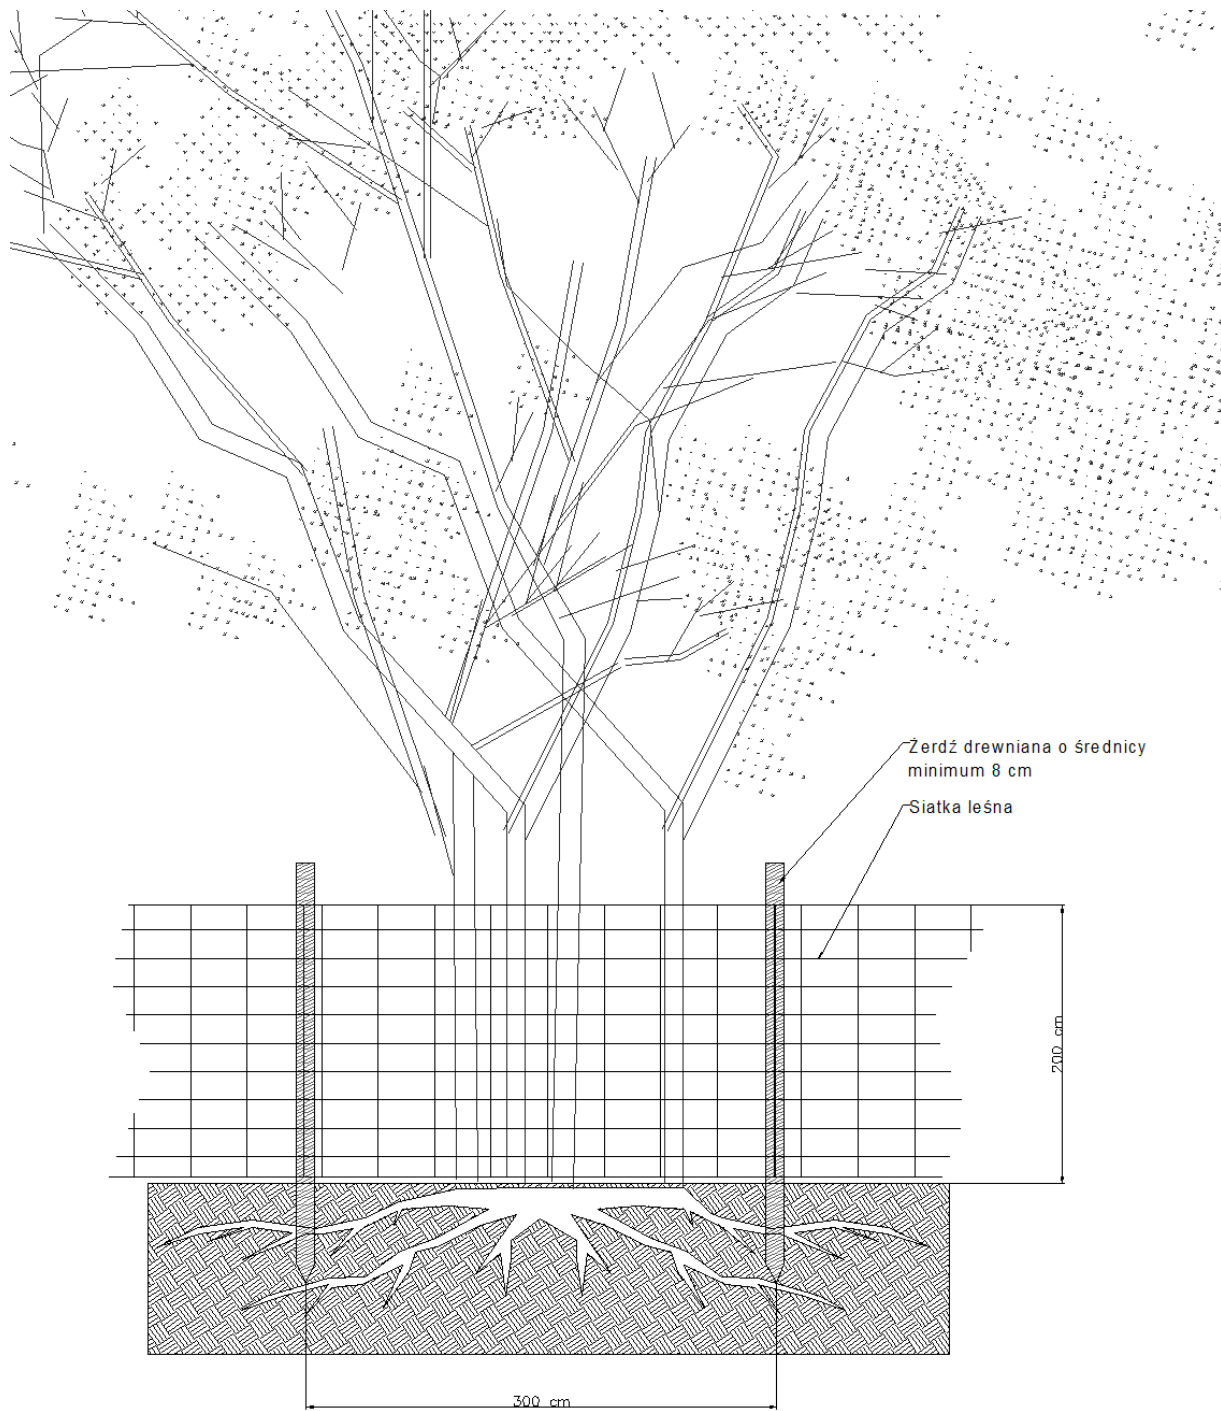 Żerdź drewniana o średnicy
minimum 8 cm
Siatka leśna
200 cm
300 cm